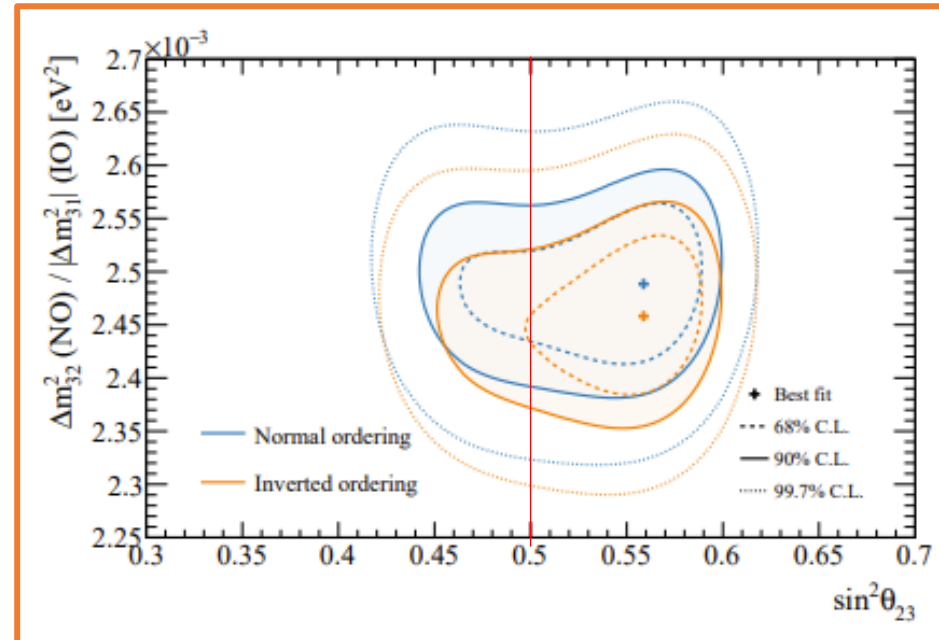 ×10⁻³
2.7
2.65
2.6
2.55
2.5
2.45
2.4
2.35
2.3
2.25
Δm²₃₂ (NO) / |Δm²₃₁| (IO) [eV²]
Normal ordering
Inverted ordering
Best fit
68% C.L.
90% C.L.
99.7% C.L.
0.3 0.35 0.4 0.45 0.5 0.55 0.6 0.65 0.7
sin²θ₂₃